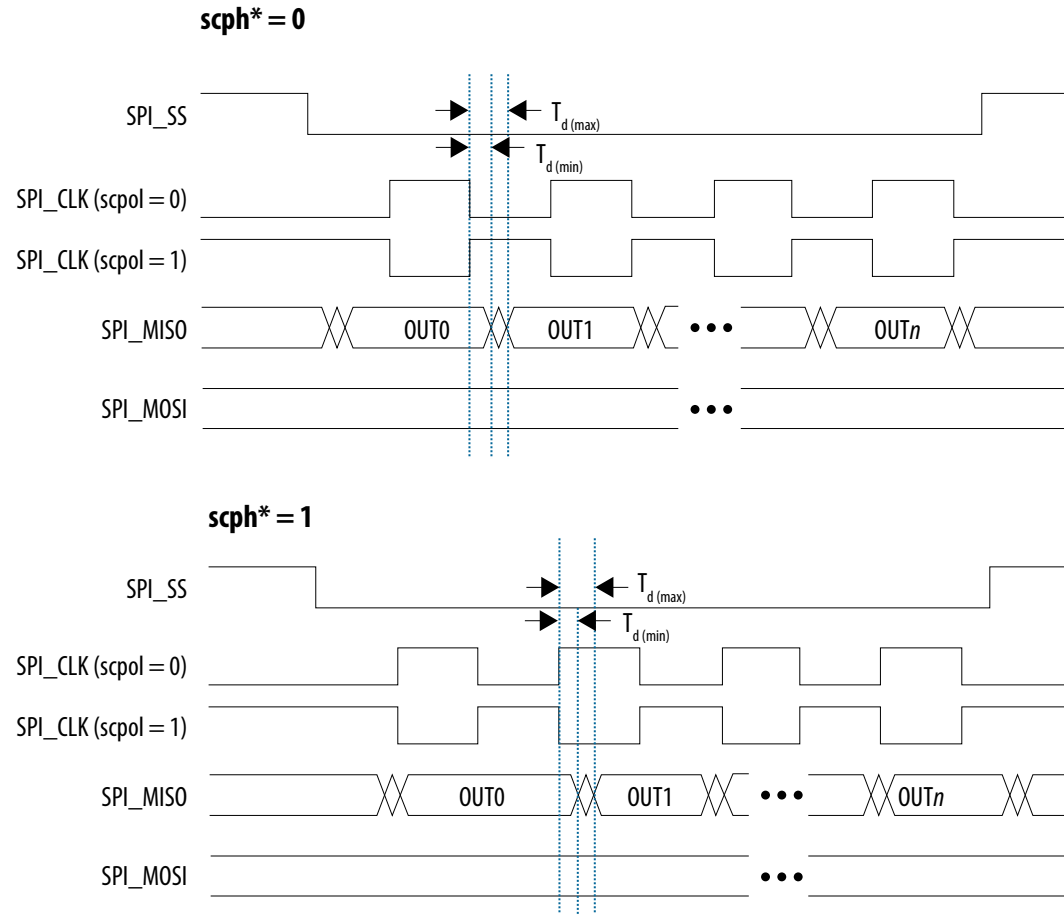 scph* = 0
SPI_SS
T d (max)
T d (min)
SPI_CLK (scpol = 0)
SPI_CLK (scpol = 1)
SPI_MISO OUT0 OUT1 ••• OUTn
SPI_MOSI •••
scph* = 1
SPI_SS
T d (max)
T d (min)
SPI_CLK (scpol = 0)
SPI_CLK (scpol = 1)
SPI_MISO OUT0 OUT1 ••• OUTn
SPI_MOSI •••